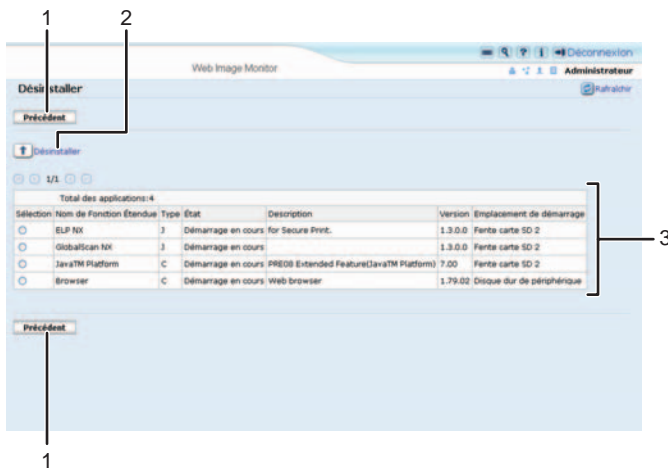 1 2
Déconnexion
Web Image Monitor
Administrateur
Désinstaller
Rafraîchir
Précédent
Désinstaller
1/1
Total des applications:4
Sélection Nom de Fonction Étendue Type État Description Version Emplacement de démarrage
ELP NX J Démarrage en cours for Secure Print. 1.3.0.0 Fente carte SD 2
3
GlobalScan NX J Démarrage en cours 1.3.0.0 Fente carte SD 2
JavaTM Platform C Démarrage en cours PRE08 Extended Feature(JavaTM Platform) 7.00 Fente carte SD 2
Browser C Démarrage en cours Web browser 1.79.02 Disque dur de périphérique
Précédent
1